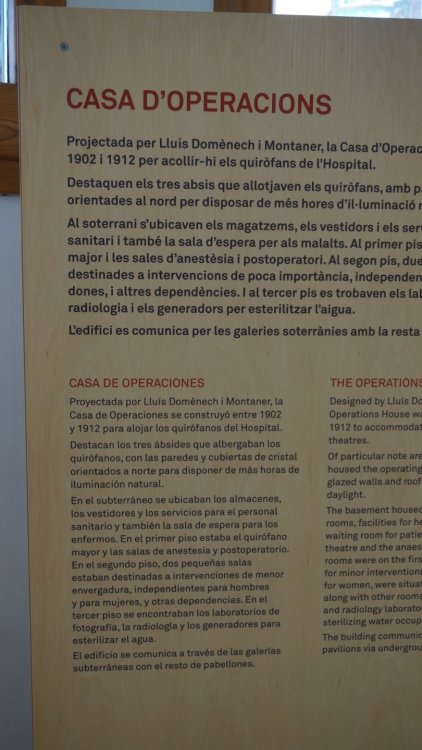 CASA D'OPERACIONS
Projectada per Lluís Domènech i Montaner, la Casa d'Operac
1902 i 1912 per acollir-hi els quiròfans de l'Hospital.
Destaquen els tres absis que allotjaven els quiròfans, amb p
orientades al nord per disposar de més hores d'il·luminació n
Al soterrani s'ubicaven els magatzems, els vestidors i els ser
sanitari i també la sala d'espera per als malalts. Al primer pis
major i les sales d'anestèsia i postoperatori. Al segon pis, due
destinades a intervencions de poca importància, independen
dones, i altres dependències. I al tercer pis es trobaven els lab
radiologia i els generadors per esterilitzar l'aigua.
L'edifici es comunica per les galeries soterrànies amb la resta
CASA DE OPERACIONES
Proyectada por Lluís Domènech i Montaner, la
Casa de Operaciones se construyó entre 1902
y 1912 para alojar los quirófanos del Hospital.
Destacan los tres ábsides que albergaban los
quirófanos, con las paredes y cubiertas de cristal
orientados a norte para disponer de más horas de
iluminación natural.
En el subterráneo se ubicaban los almacenes,
los vestidores y los servicios para el personal
sanitario y también la sala de espera para los
enfermos. En el primer piso estaba el quirófano
mayor y las salas de anestesia y postoperatorio.
En el segundo piso, dos pequeñas salas
estaban destinadas a intervenciones de menor
envergadura, independientes para hombres
y para mujeres, y otras dependencias. En el
tercer piso se encontraban los laboratorios de
fotografía, la radiología y los generadores para
esterilizar el agua.
El edificio se comunica a través de las galerías
subterráneas con el resto de pabellones.
THE OPERATIONS
Designed by Lluís Do
Operations House wa
1912 to accommodat
theatres.
Of particular note are
housed the operating
glazed walls and roof
daylight.
The basement housed
rooms, facilities for he
waiting room for patie
theatre and the anaes
rooms were on the firs
for minor intervention
for women, were situat
along with other rooms
and radiology laborato
sterilizing water occup
The building communic
pavilions via undergrou